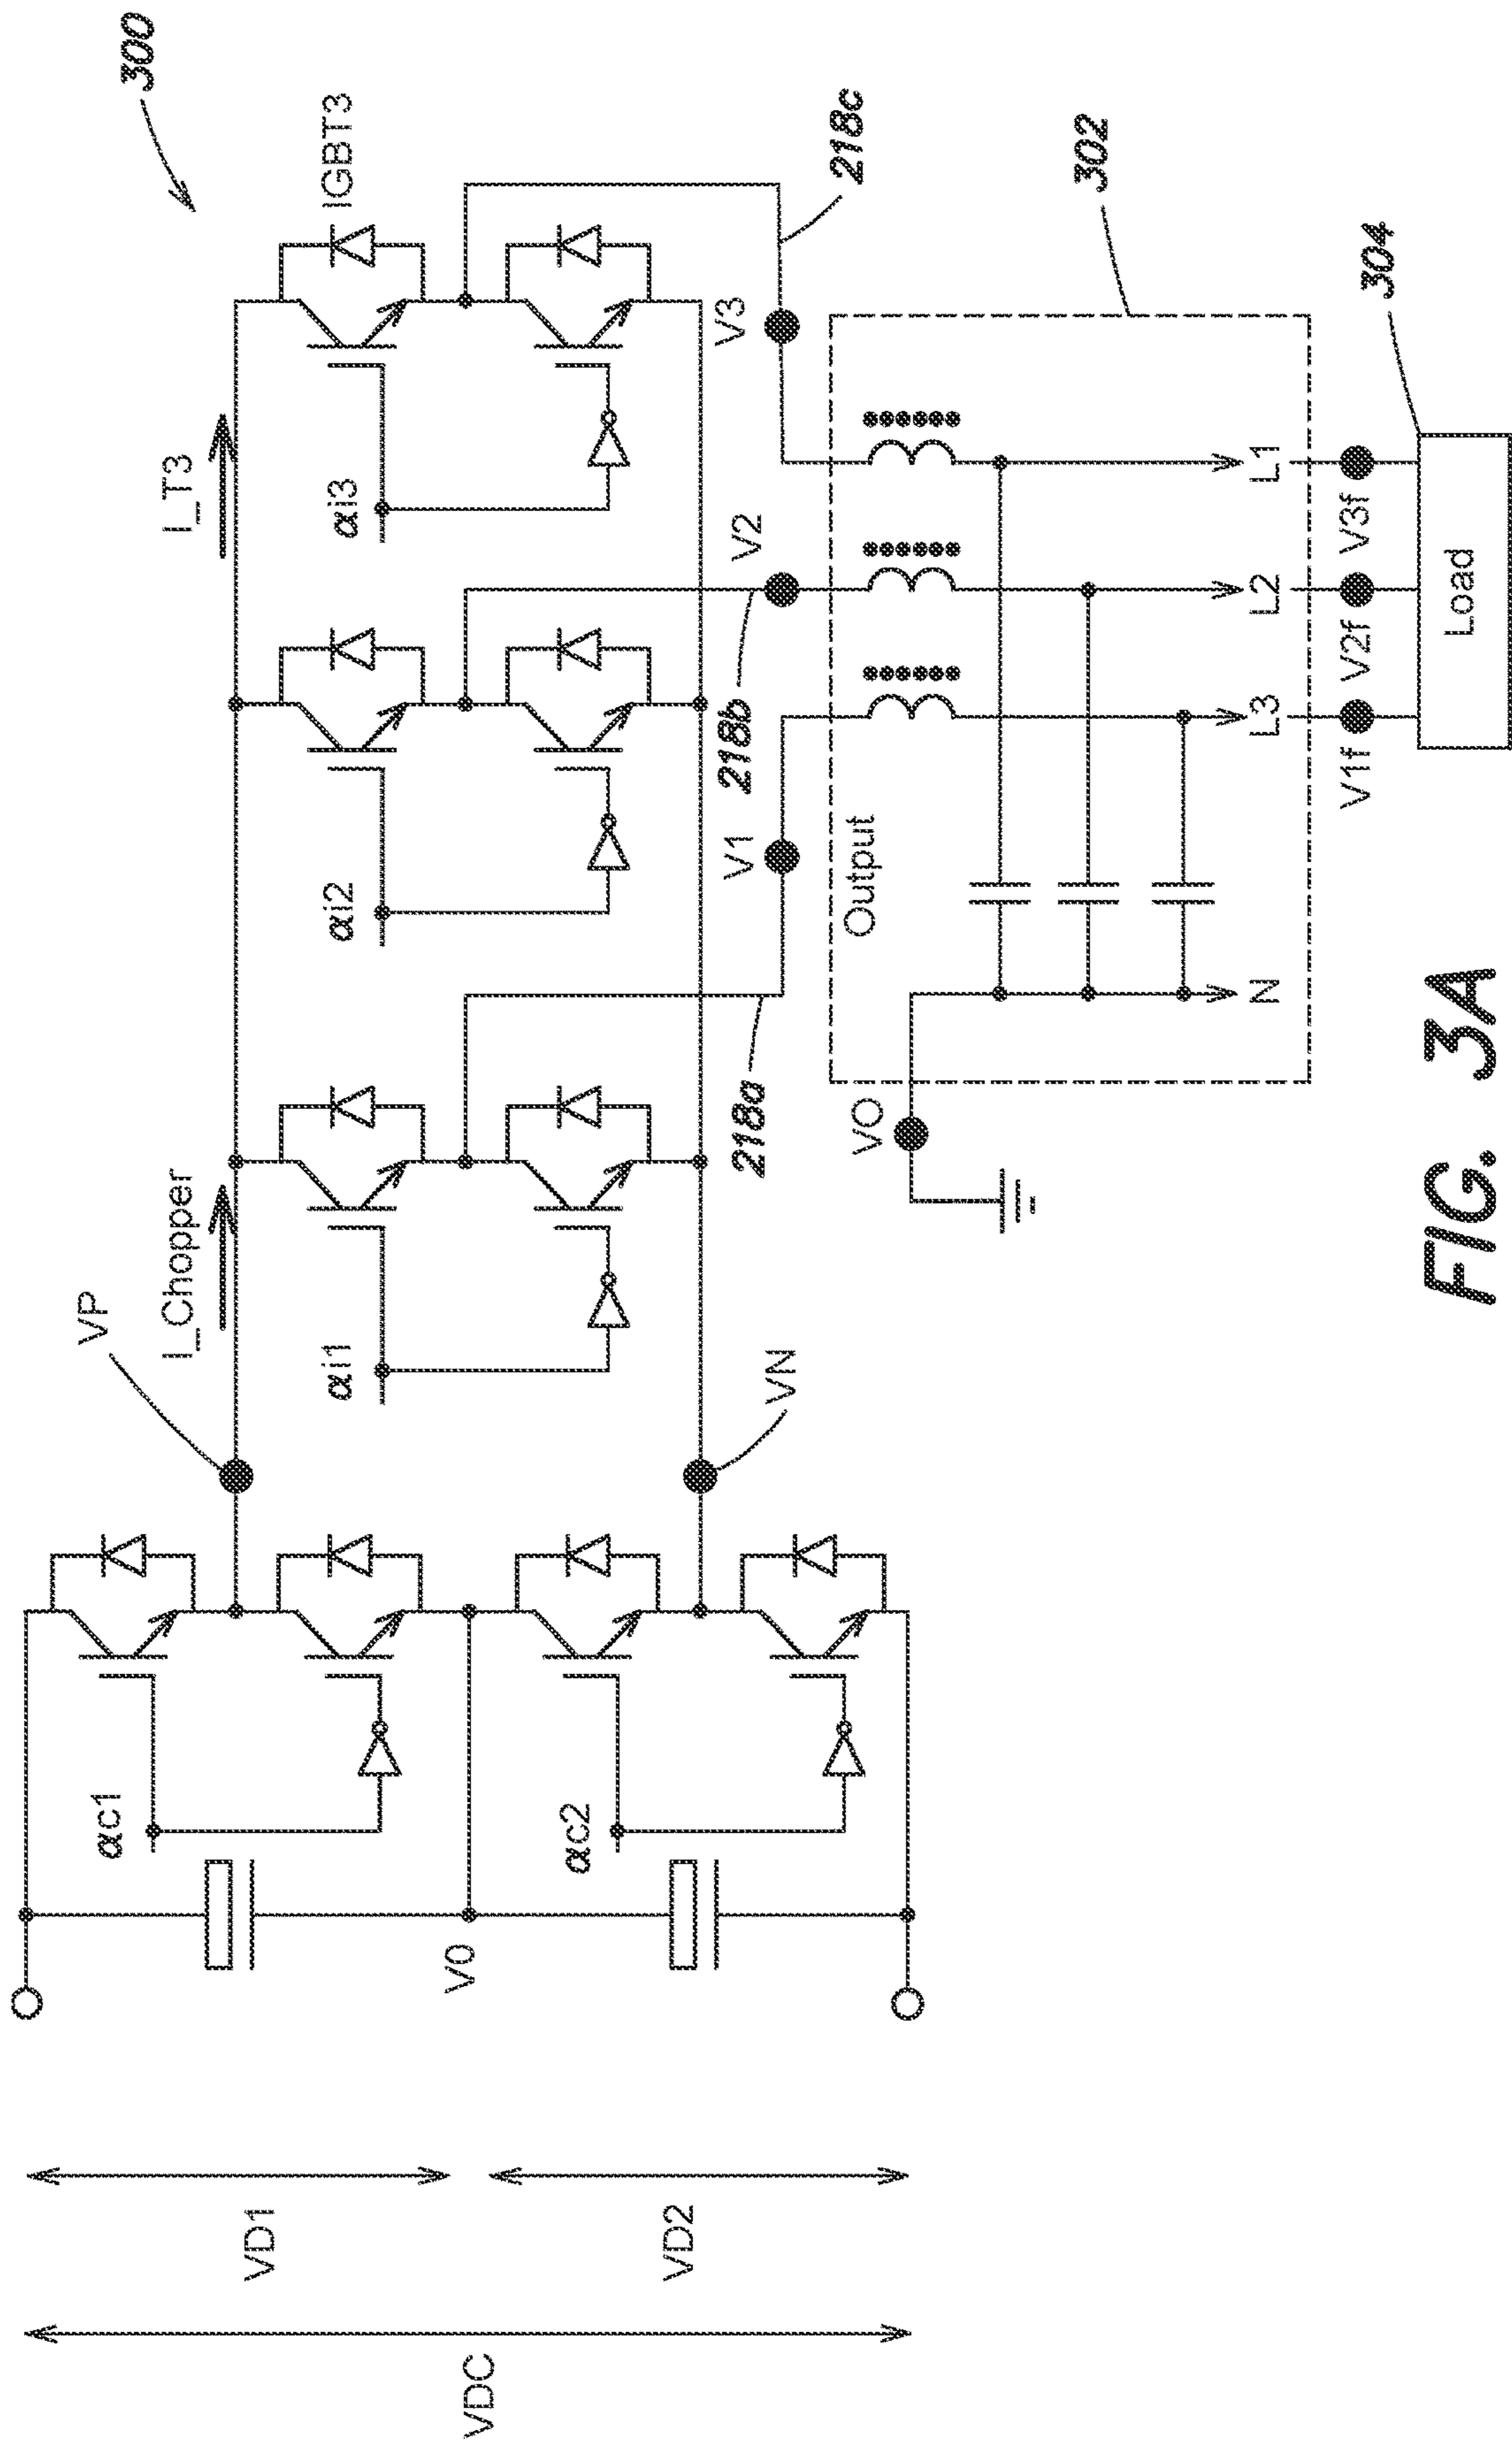 300
IGBT3
I_T3
I_Chopper
VP
αc1
αi1
αi2
αi3
218c
V3
V2
218b
V1
218a
VN
αc2
V0
VD1
VD2
VDC
VO
Output
302
N
L3
L2
L1
V1f
V2f
V3f
304
Load
FIG. 3A